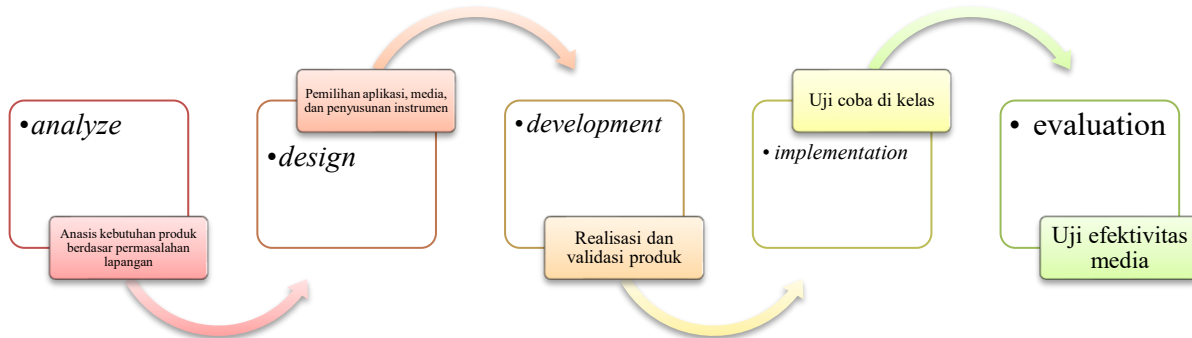 •analyze
Anasis kebutuhan produk
berdasar permasalahan
lapangan
Pemilihan aplikasi, media,
dan penyusunan instrumen
•design
•development
Realisasi dan
validasi produk
Uji coba di kelas
•implementation
• evaluation
Uji efektivitas
media